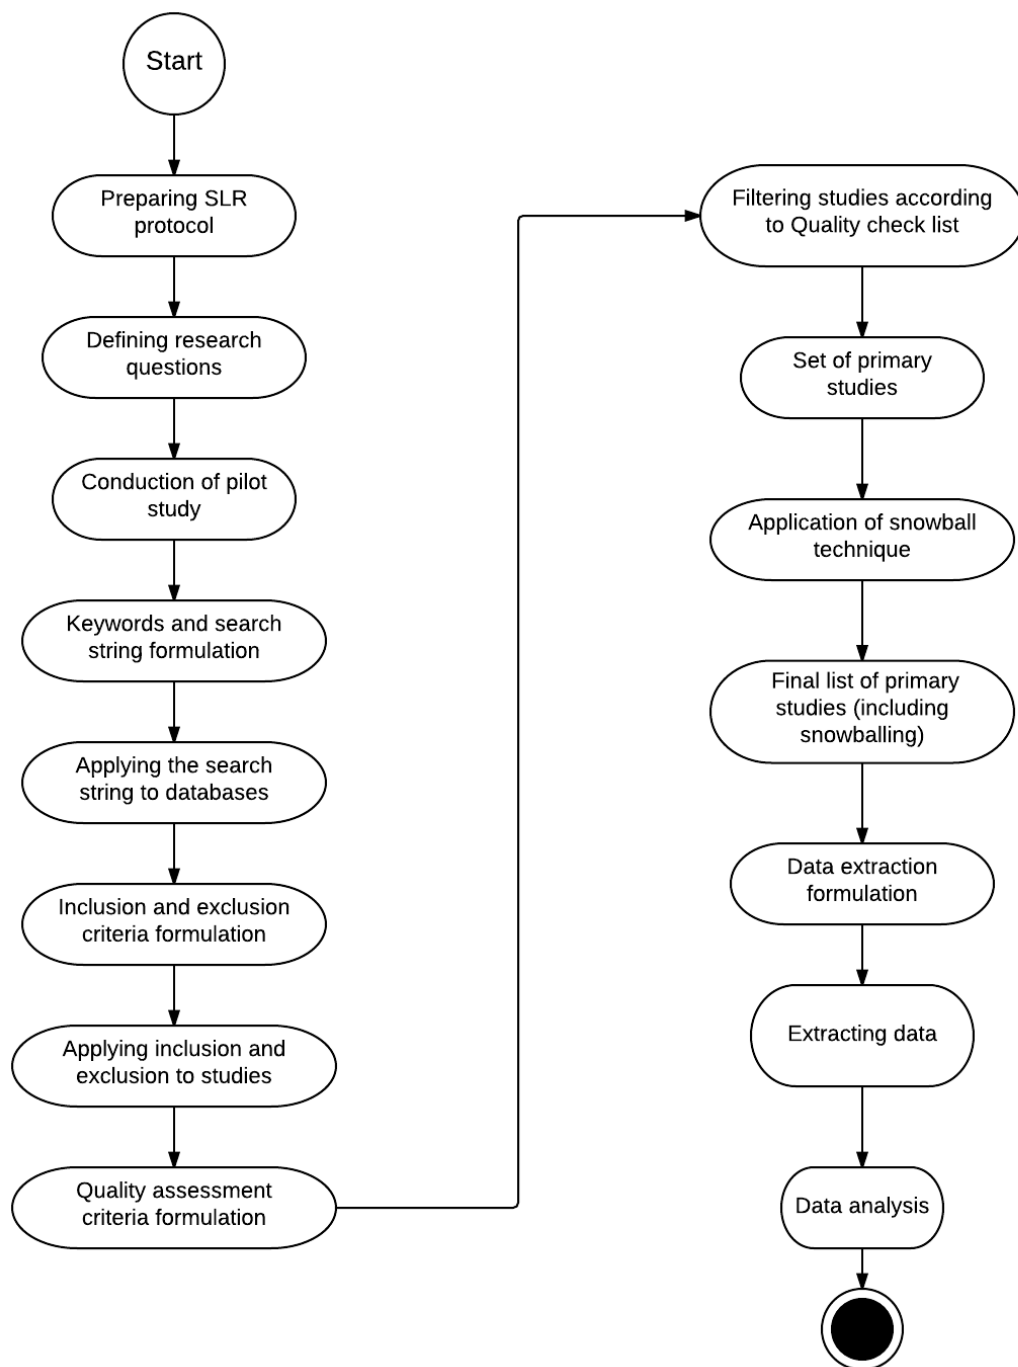 Start
Preparing SLR
protocol
Defining research
questions
Conduction of pilot
study
Keywords and search
string formulation
Applying the search
string to databases
Inclusion and exclusion
criteria formulation
Applying inclusion and
exclusion to studies
Quality assessment
criteria formulation
Filtering studies according
to Quality check list
Set of primary
studies
Application of snowball
technique
Final list of primary
studies (including
snowballing)
Data extraction
formulation
Extracting data
Data analysis